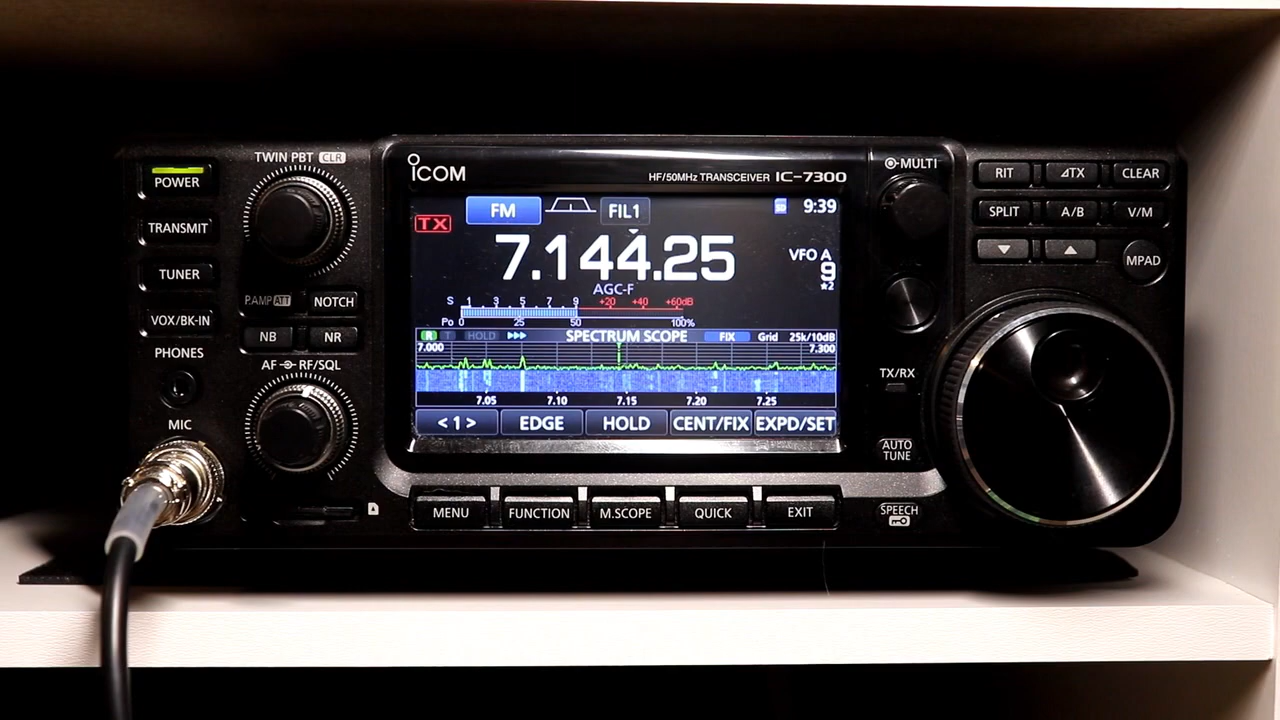 TWIN PBT CLR
POWER
TRANSMIT
TUNER
P.AMP ATT
NOTCH
VOX/BK-IN
NB
NR
PHONES
AF RF/SQL
MIC
ICOM
HF/50MHz TRANSCEIVER IC-7300
FM
FIL1
9:39
TX
7.144.25
VFO A
9
★2
AGC-F
S 1 3 5 7 9 +20 +40 +60dB
Po 0 25 50 100%
R T HOLD SPECTRUM SCOPE FIX Grid 25k/10dB
7.000 7.300
7.05 7.10 7.15 7.20 7.25
< 1 > EDGE HOLD CENT/FIX EXPD/SET
MENU FUNCTION M.SCOPE QUICK EXIT
MULTI
RIT ⊿TX CLEAR
SPLIT A/B V/M
▼ ▲ MPAD
TX/RX
AUTO
TUNE
SPEECH